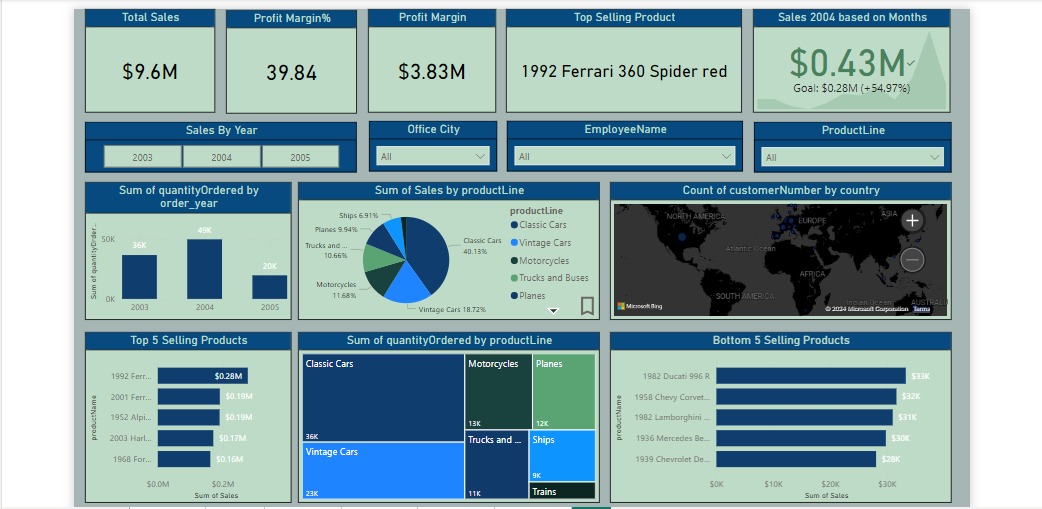 Total Sales
$9.6M
Profit Margin%
39.84
Profit Margin
$3.83M
Top Selling Product
1992 Ferrari 360 Spider red
Sales 2004 based on Months
$0.43M
Goal: $0.28M (+54.97%)
Sales By Year
2003
2004
2005
Office City
All
EmployeeName
All
ProductLine
All
Sum of quantityOrdered by
order_year
Sum of quantityOrder...
50K
0K
36K
49K
20K
2003
2004
2005
Sum of Sales by productLine
Ships 6.91%
Planes 9.94%
Trucks and ...
10.66%
Motorcycles
11.68%
Vintage Cars 18.72%
Classic Cars
40.13%
productLine
Classic Cars
Vintage Cars
Motorcycles
Trucks and Buses
Planes
Count of customerNumber by country
NORTH AMERICA
EUROPE
ASIA
Atlantic Ocean
AFRICA
SOUTH AMERICA
Indian Ocean
AUSTRALI
Microsoft Bing
© 2024 Microsoft Corporation Terms
Top 5 Selling Products
productName
1992 Ferr...
$0.28M
2001 Ferr...
$0.19M
1952 Alpi...
$0.19M
2003 Harl...
$0.17M
1968 For...
$0.16M
$0.0M
$0.2M
Sum of Sales
Sum of quantityOrdered by productLine
Classic Cars
36K
Vintage Cars
23K
Motorcycles
13K
Trucks and ...
11K
Planes
12K
Ships
9K
Trains
Bottom 5 Selling Products
productName
1982 Ducati 996 R
$33K
1958 Chevy Corvet...
$32K
1982 Lamborghini ...
$31K
1936 Mercedes Be...
$30K
1939 Chevrolet De...
$28K
$0K
$10K
$20K
$30K
Sum of Sales